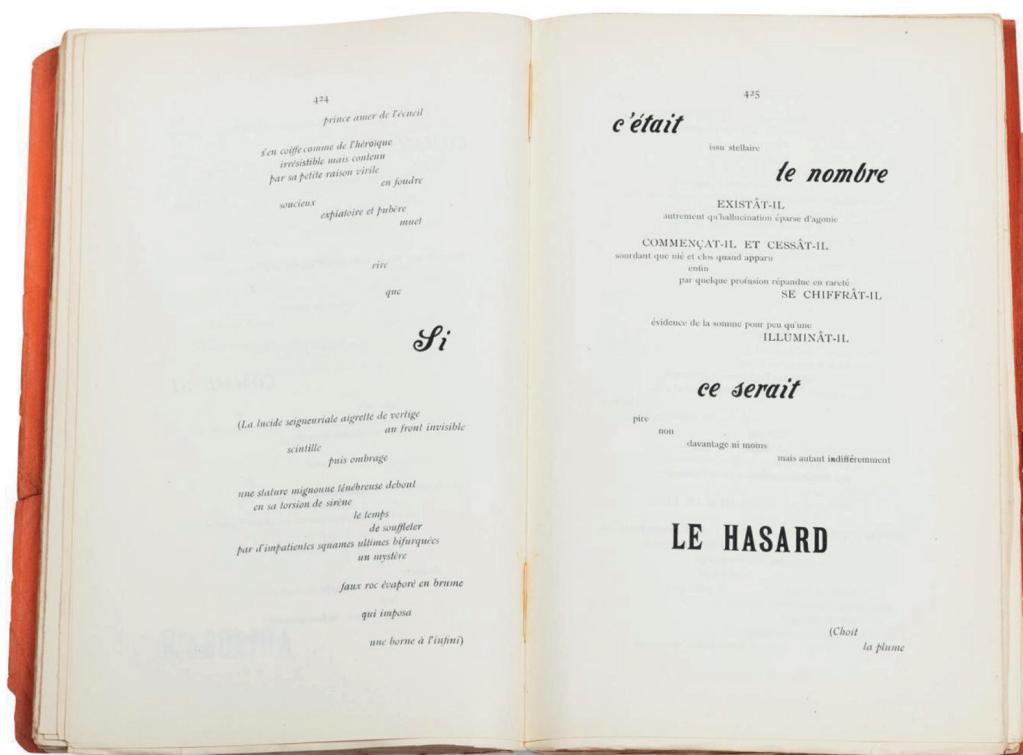 424
prince amer de l'écueil
s'en coiffe comme de l'héroïque
irrésistible mais contenu
par sa petite raison virile
en foudre
soucieux
expiatoire et pubère
muet
rire
que
Si
(La lucide seigneuriale aigrette de vertige
au front invisible
scintille
puis ombrage
une stature mignonne ténébreuse debout
en sa torsion de sirène
le temps
de souffleter
par d'impatientes squames ultimes bifurquées
un mystère
faux roc évaporé en brume
qui imposa
une borne à l'infini)
425
c'était
issu stellaire
le nombre
EXISTÂT-IL
autrement qu'hallucination éparse d'agonie
COMMENÇAT-IL ET CESSÂT-IL
sourdant que nié et clos quand apparu
enfin
par quelque profusion répandue en rareté
SE CHIFFRÂT-IL
évidence de la somme pour peu qu'une
ILLUMINÂT-IL
ce serait
pire
non
davantage ni moins
mais autant indifféremment
LE HASARD
(Choit
la plume